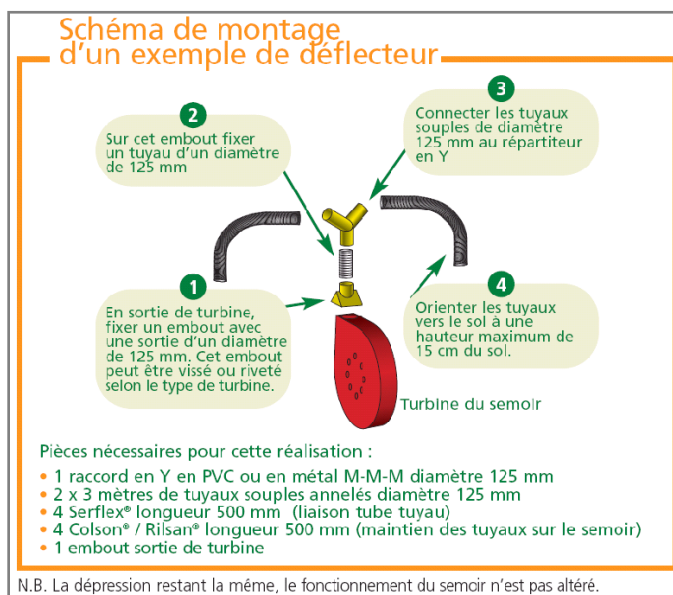 Schéma de montage
d'un exemple de déflecteur
2
Sur cet embout fixer
un tuyau d'un diamètre
de 125 mm
3
Connecter les tuyaux
souples de diamètre
125 mm au répartiteur
en Y
1
En sortie de turbine,
fixer un embout avec
une sortie d'un diamètre
de 125 mm. Cet embout
peut être vissé ou riveté
selon le type de turbine.
4
Orienter les tuyaux
vers le sol à une
hauteur maximum de
15 cm du sol.
Turbine du semoir
Pièces nécessaires pour cette réalisation :
• 1 raccord en Y en PVC ou en métal M-M-M diamètre 125 mm
• 2 x 3 mètres de tuyaux souples annelés diamètre 125 mm
• 4 Serflex® longueur 500 mm (liaison tube tuyau)
• 4 Colson® / Rilsan® longueur 500 mm (maintien des tuyaux sur le semoir)
• 1 embout sortie de turbine
N.B. La dépression restant la même, le fonctionnement du semoir n'est pas altéré.